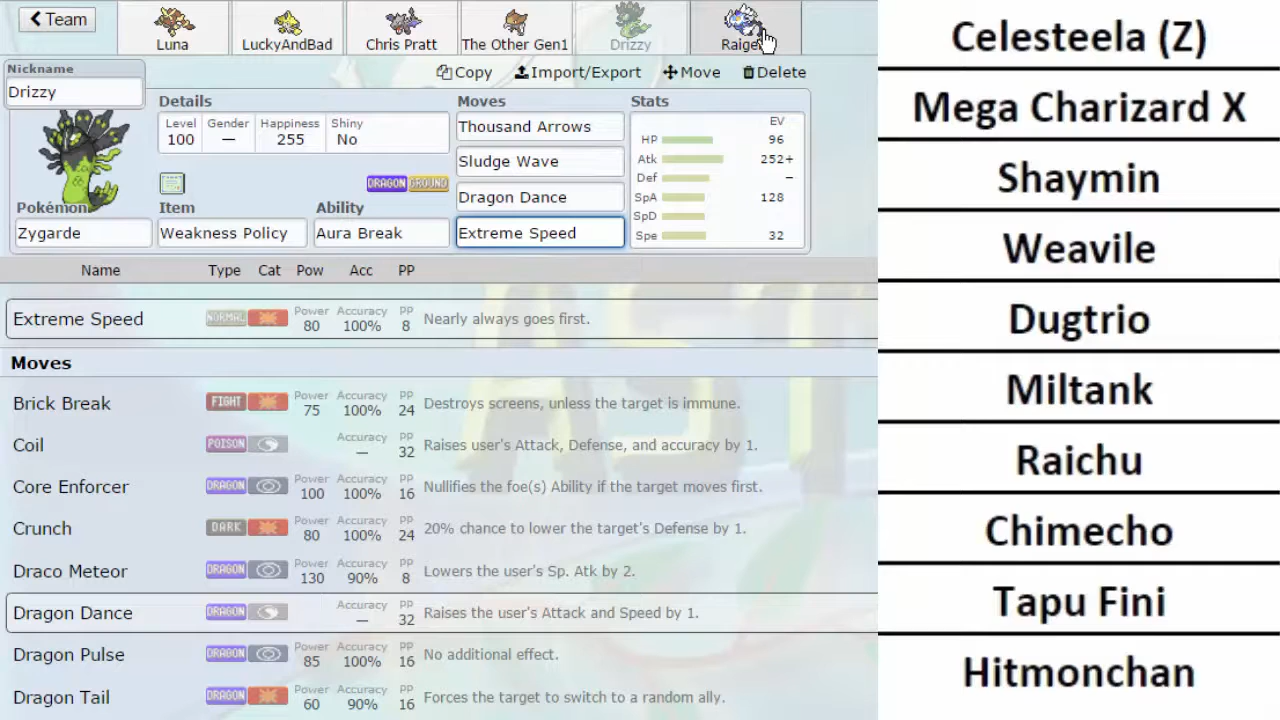 Team
Luna
LuckyAndBad
Chris Pratt
The Other Gen1
Drizzy
Raige
Copy
Import/Export
Move
Delete
Nickname
Drizzy
Details
Level Gender Happiness Shiny
100 — 255 No
DRAGON GROUND
Pokémon
Zygarde
Item
Weakness Policy
Ability
Aura Break
Moves
Thousand Arrows
Sludge Wave
Dragon Dance
Extreme Speed
Stats
EV
HP 96
Atk 252+
Def –
SpA 128
SpD
Spe 32
Name Type Cat Pow Acc PP
Extreme Speed NORMAL Power 80 Accuracy 100% PP 8 Nearly always goes first.
Moves
Brick Break FIGHT Power 75 Accuracy 100% PP 24 Destroys screens, unless the target is immune.
Coil POISON Accuracy — PP 32 Raises user's Attack, Defense, and accuracy by 1.
Core Enforcer DRAGON Power 100 Accuracy 100% PP 16 Nullifies the foe(s) Ability if the target moves first.
Crunch DARK Power 80 Accuracy 100% PP 24 20% chance to lower the target's Defense by 1.
Draco Meteor DRAGON Power 130 Accuracy 90% PP 8 Lowers the user's Sp. Atk by 2.
Dragon Dance DRAGON Accuracy — PP 32 Raises the user's Attack and Speed by 1.
Dragon Pulse DRAGON Power 85 Accuracy 100% PP 16 No additional effect.
Dragon Tail DRAGON Power 60 Accuracy 90% PP 16 Forces the target to switch to a random ally.
Celesteela (Z)
Mega Charizard X
Shaymin
Weavile
Dugtrio
Miltank
Raichu
Chimecho
Tapu Fini
Hitmonchan